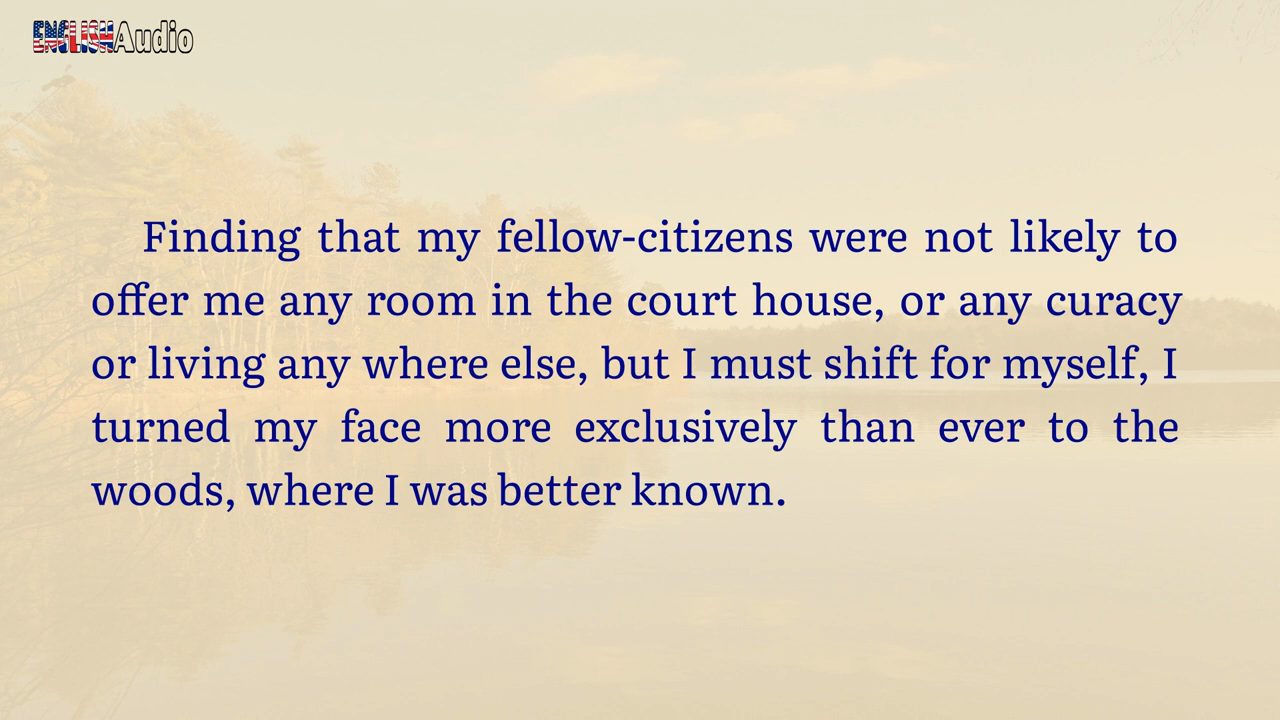 ENGLISHAudio
Finding that my fellow-citizens were not likely to
offer me any room in the court house, or any curacy
or living any where else, but I must shift for myself, I
turned my face more exclusively than ever to the
woods, where I was better known.